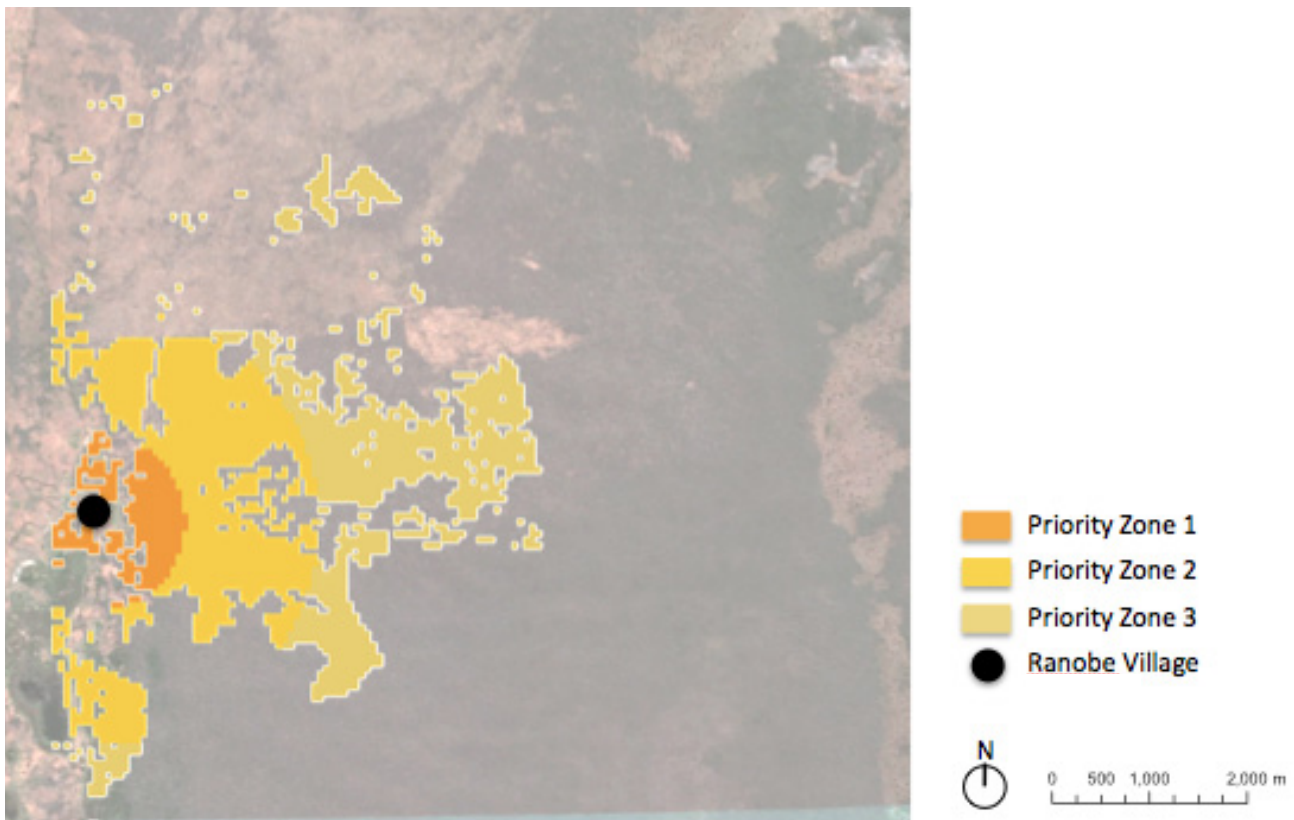 Priority Zone 1
Priority Zone 2
Priority Zone 3
Ranobe Village
N
0 500 1,000 2,000 m